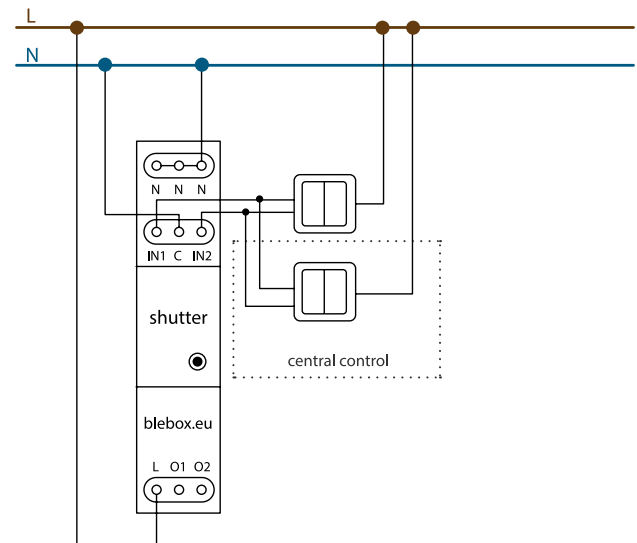 L
N
N N N
IN1 C IN2
shutter
central control
blebox.eu
L O1 O2